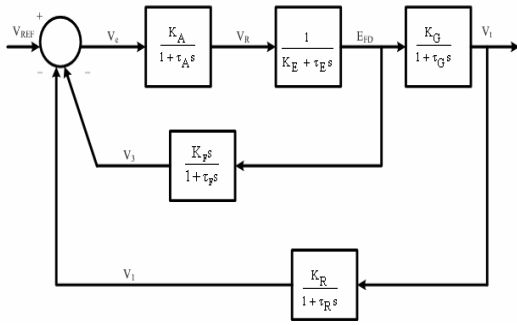 V_REF
+
−
−
V_e
K_A
1 + τ_A s
V_R
1
K_E + τ_E s
E_FD
K_G
1 + τ_G s
V_1
V_3
K_F s
1 + τ_F s
V_1
K_R
1 + τ_R s